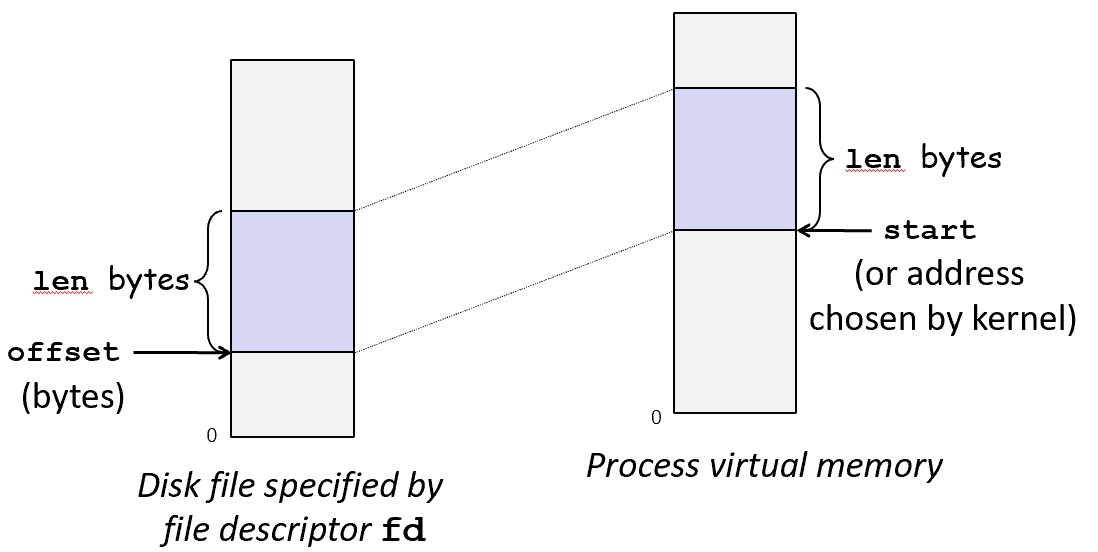 len bytes
offset
(bytes)
0
Disk file specified by
file descriptor fd
len bytes
start
(or address
chosen by kernel)
0
Process virtual memory